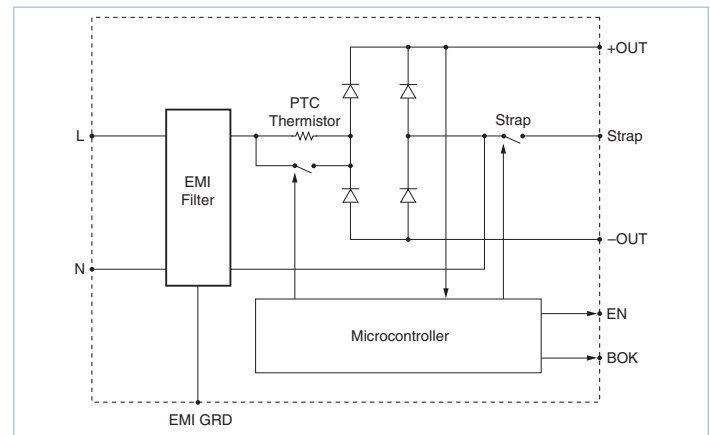 +OUT
PTC
Thermistor
Strap
L
Strap
EMI
Filter
–OUT
N
EN
Microcontroller
BOK
EMI GRD